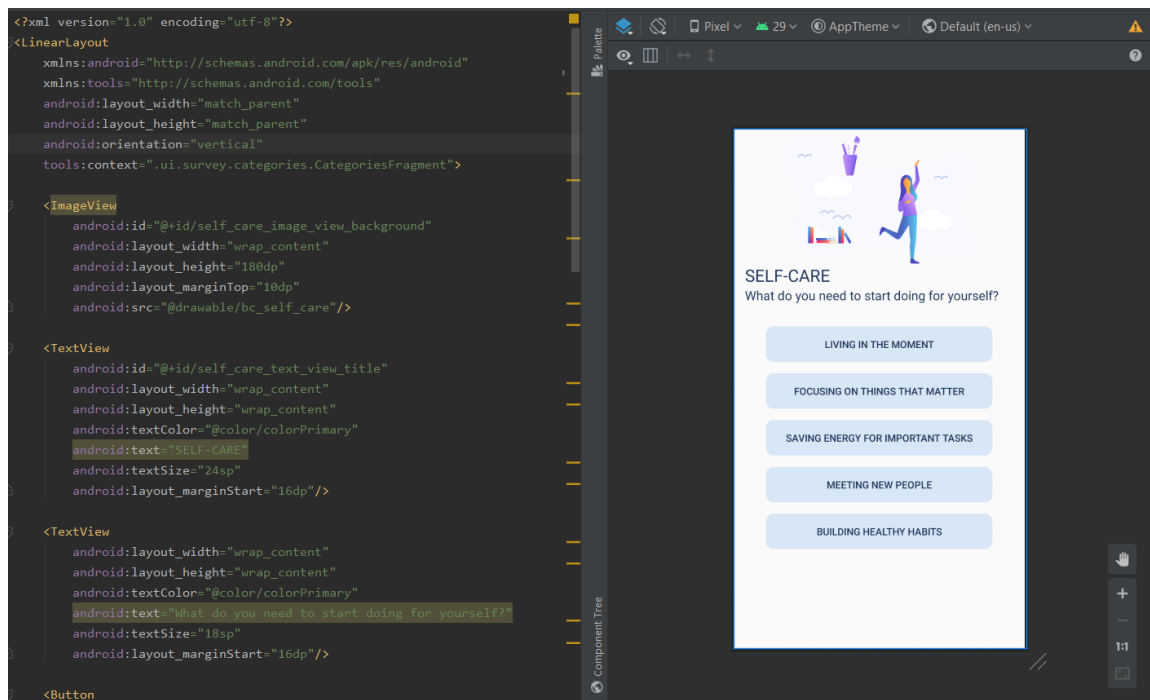 <?xml version="1.0" encoding="utf-8"?>
<LinearLayout
xmlns:android="http://schemas.android.com/apk/res/android"
xmlns:tools="http://schemas.android.com/tools"
android:layout_width="match_parent"
android:layout_height="match_parent"
android:orientation="vertical"
tools:context=".ui.survey.categories.CategoriesFragment">
<ImageView
android:id="@+id/self_care_image_view_background"
android:layout_width="wrap_content"
android:layout_height="180dp"
android:layout_marginTop="10dp"
android:src="@drawable/bc_self_care"/>
<TextView
android:id="@+id/self_care_text_view_title"
android:layout_width="wrap_content"
android:layout_height="wrap_content"
android:textColor="@color/colorPrimary"
android:text="SELF-CARE"
android:textSize="24sp"
android:layout_marginStart="16dp"/>
<TextView
android:layout_width="wrap_content"
android:layout_height="wrap_content"
android:textColor="@color/colorPrimary"
android:text="What do you need to start doing for yourself?"
android:textSize="18sp"
android:layout_marginStart="16dp"/>
<Button
Palette
Component Tree
Pixel 29 AppTheme Default (en-us)
SELF-CARE
What do you need to start doing for yourself?
LIVING IN THE MOMENT
FOCUSING ON THINGS THAT MATTER
SAVING ENERGY FOR IMPORTANT TASKS
MEETING NEW PEOPLE
BUILDING HEALTHY HABITS
1:1